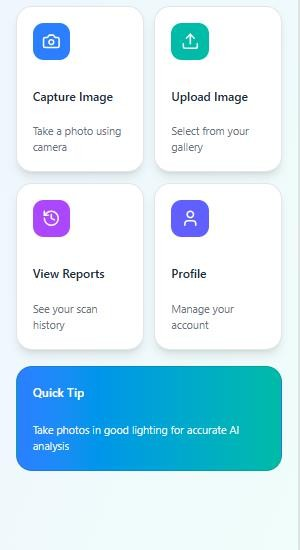 Capture Image
Take a photo using
camera
Upload Image
Select from your
gallery
View Reports
See your scan
history
Profile
Manage your
account
Quick Tip
Take photos in good lighting for accurate AI
analysis